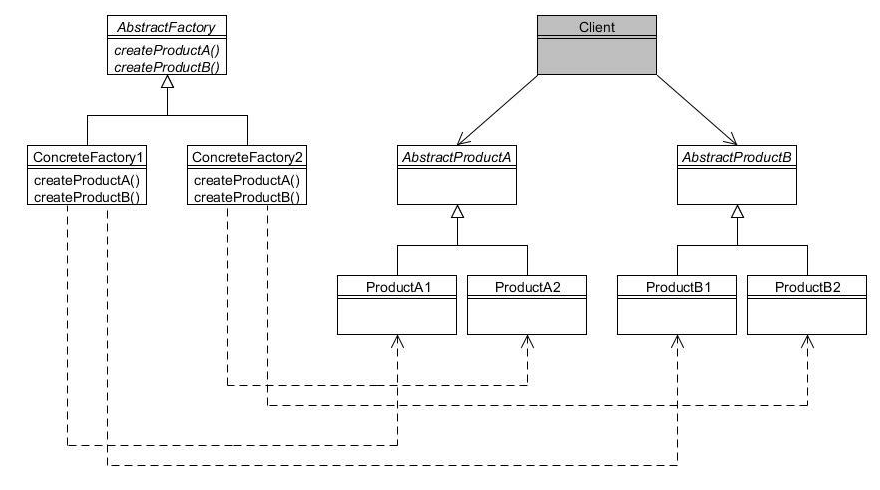 AbstractFactory
createProductA()
createProductB()
Client
ConcreteFactory1
createProductA()
createProductB()
ConcreteFactory2
createProductA()
createProductB()
AbstractProductA
AbstractProductB
ProductA1
ProductA2
ProductB1
ProductB2